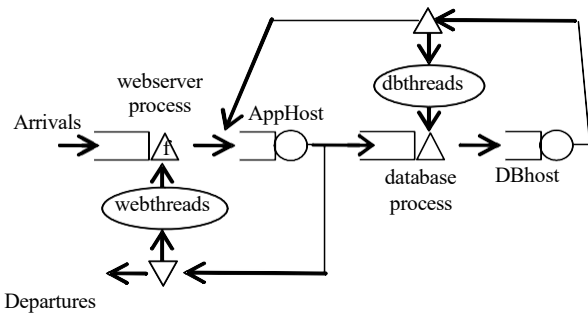 webserver
process
Arrivals
f
AppHost
dbthreads
database
process
DBhost
webthreads
Departures